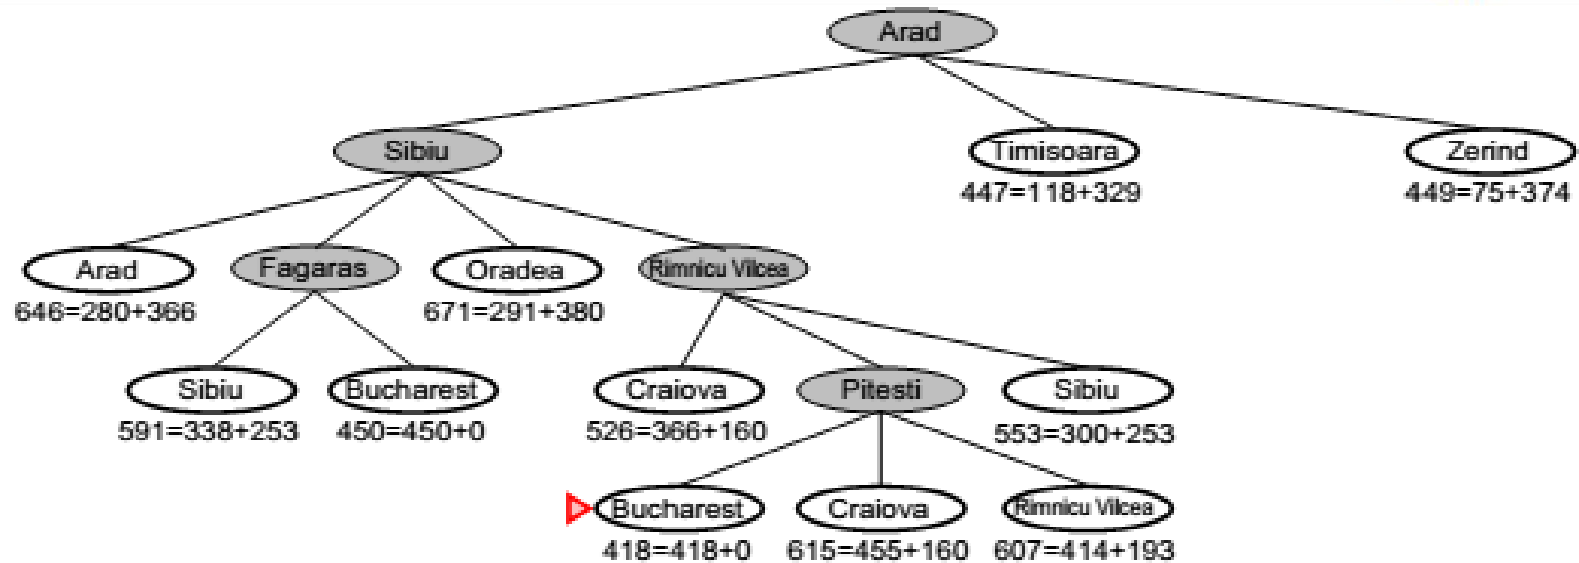 Arad
Sibiu
Timisoara
Zerind
447=118+329
449=75+374
Arad
Fagaras
Oradea
Rimnicu Vilcea
646=280+366
671=291+380
Sibiu
Bucharest
Craiova
Pitesti
Sibiu
591=338+253
450=450+0
526=366+160
553=300+253
Bucharest
Craiova
Rimnicu Vilcea
418=418+0
615=455+160
607=414+193